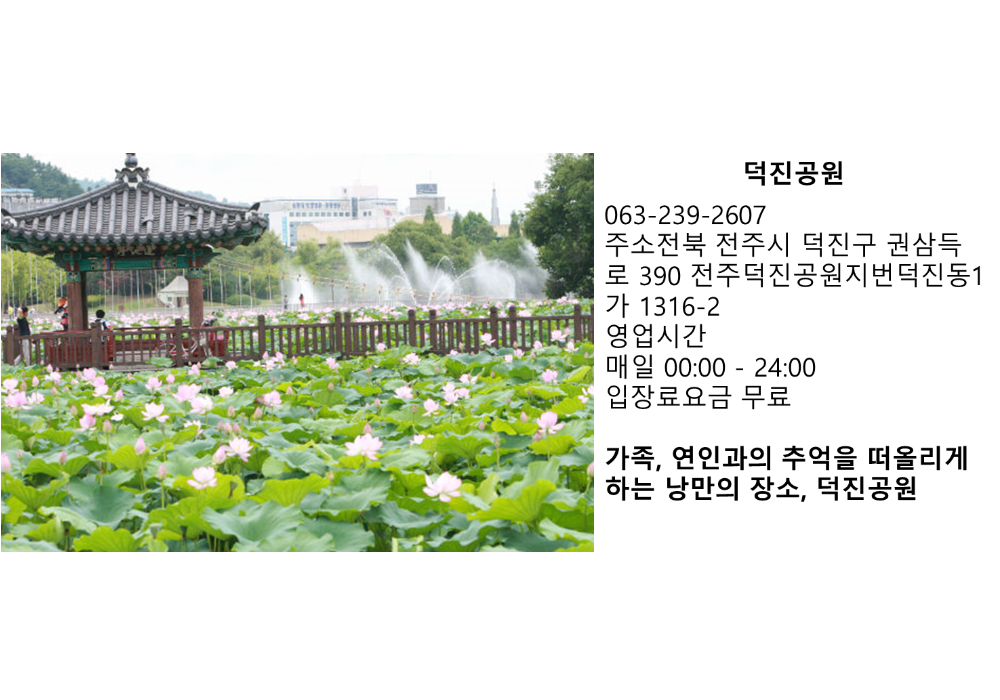 덕진공원
063-239-2607
주소전북 전주시 덕진구 권삼득
로 390 전주덕진공원지번덕진동1
가 1316-2
영업시간
매일 00:00 - 24:00
입장료요금 무료
가족, 연인과의 추억을 떠올리게
하는 낭만의 장소, 덕진공원